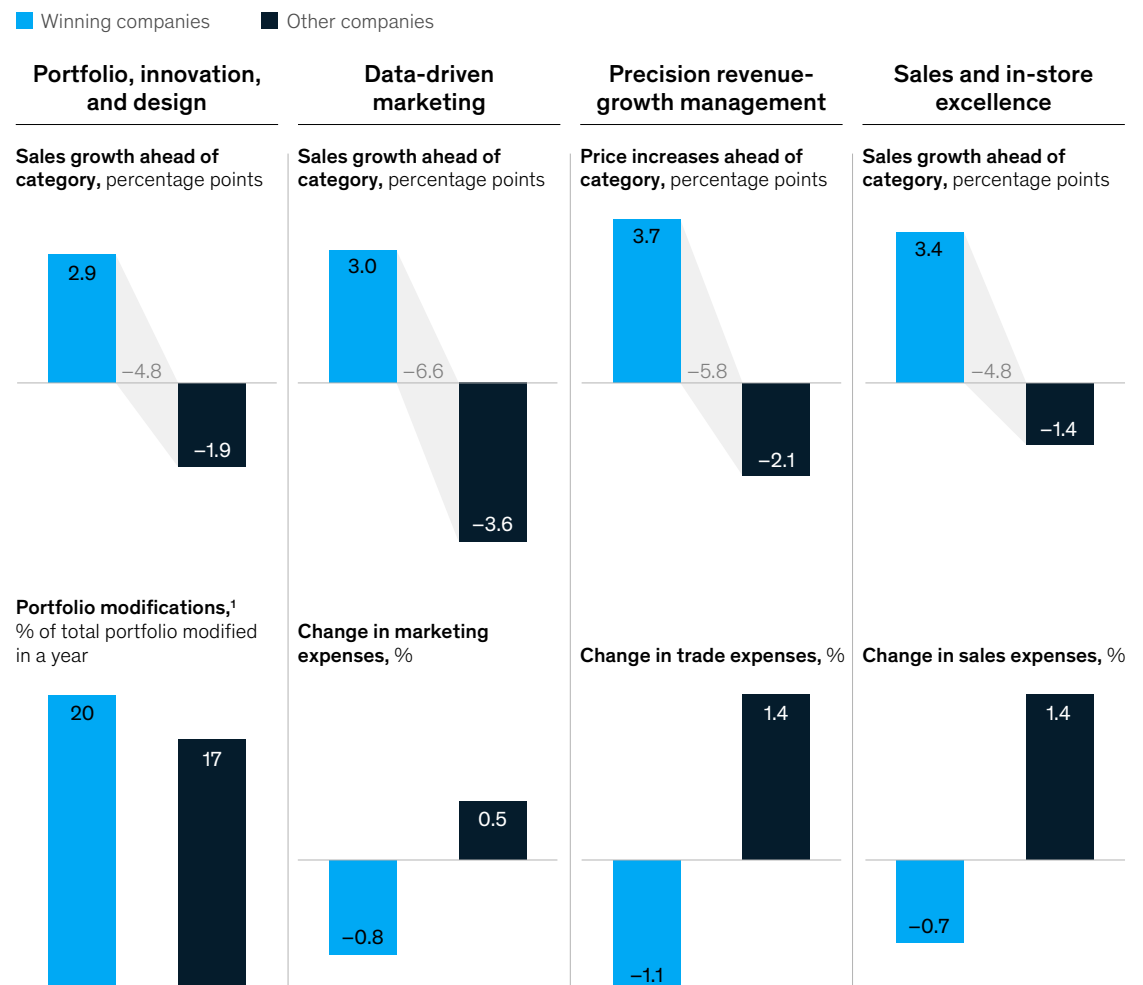 Winning companies
Other companies
Portfolio, innovation,
and design
Sales growth ahead of
category, percentage points
2.9
−4.8
−1.9
Portfolio modifications,¹
% of total portfolio modified
in a year
20
17
Data-driven
marketing
Sales growth ahead of
category, percentage points
3.0
−6.6
−3.6
Change in marketing
expenses, %
0.5
−0.8
Precision revenue-
growth management
Price increases ahead of
category, percentage points
3.7
−5.8
−2.1
Change in trade expenses, %
1.4
−1.1
Sales and in-store
excellence
Sales growth ahead of
category, percentage points
3.4
−4.8
−1.4
Change in sales expenses, %
1.4
−0.7